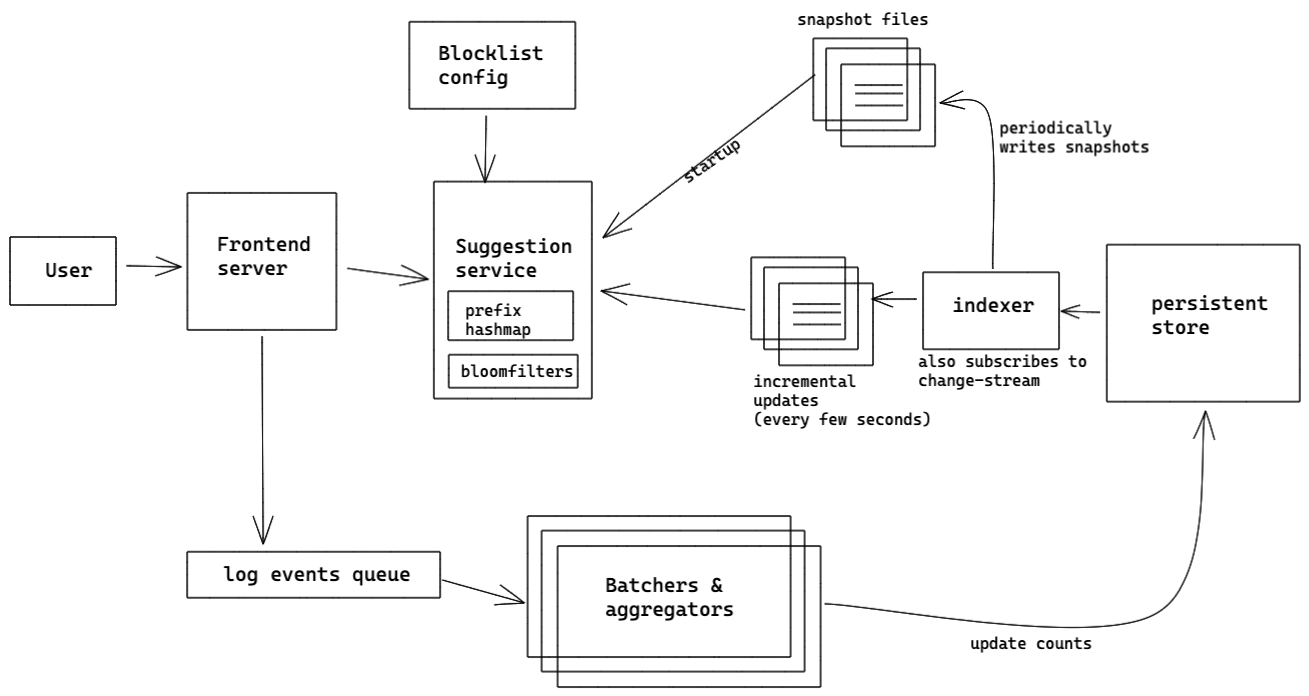 snapshot files
Blocklist
config
periodically
writes snapshots
startup
User
Frontend
server
Suggestion
service
prefix
hashmap
bloomfilters
incremental
updates
(every few seconds)
indexer
also subscribes to
change-stream
persistent
store
log events queue
Batchers &
aggregators
update counts